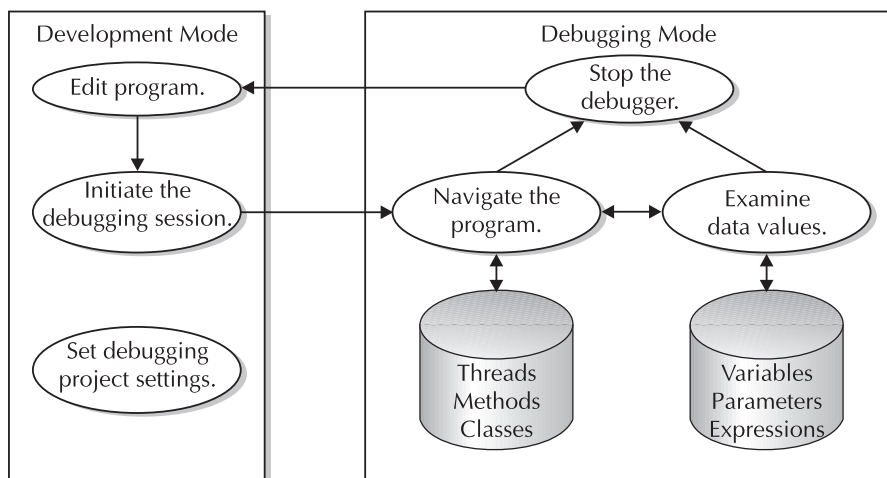 Development Mode
Edit program.
Initiate the
debugging session.
Set debugging
project settings.
Debugging Mode
Stop the
debugger.
Navigate the
program.
Examine
data values.
Threads
Methods
Classes
Variables
Parameters
Expressions